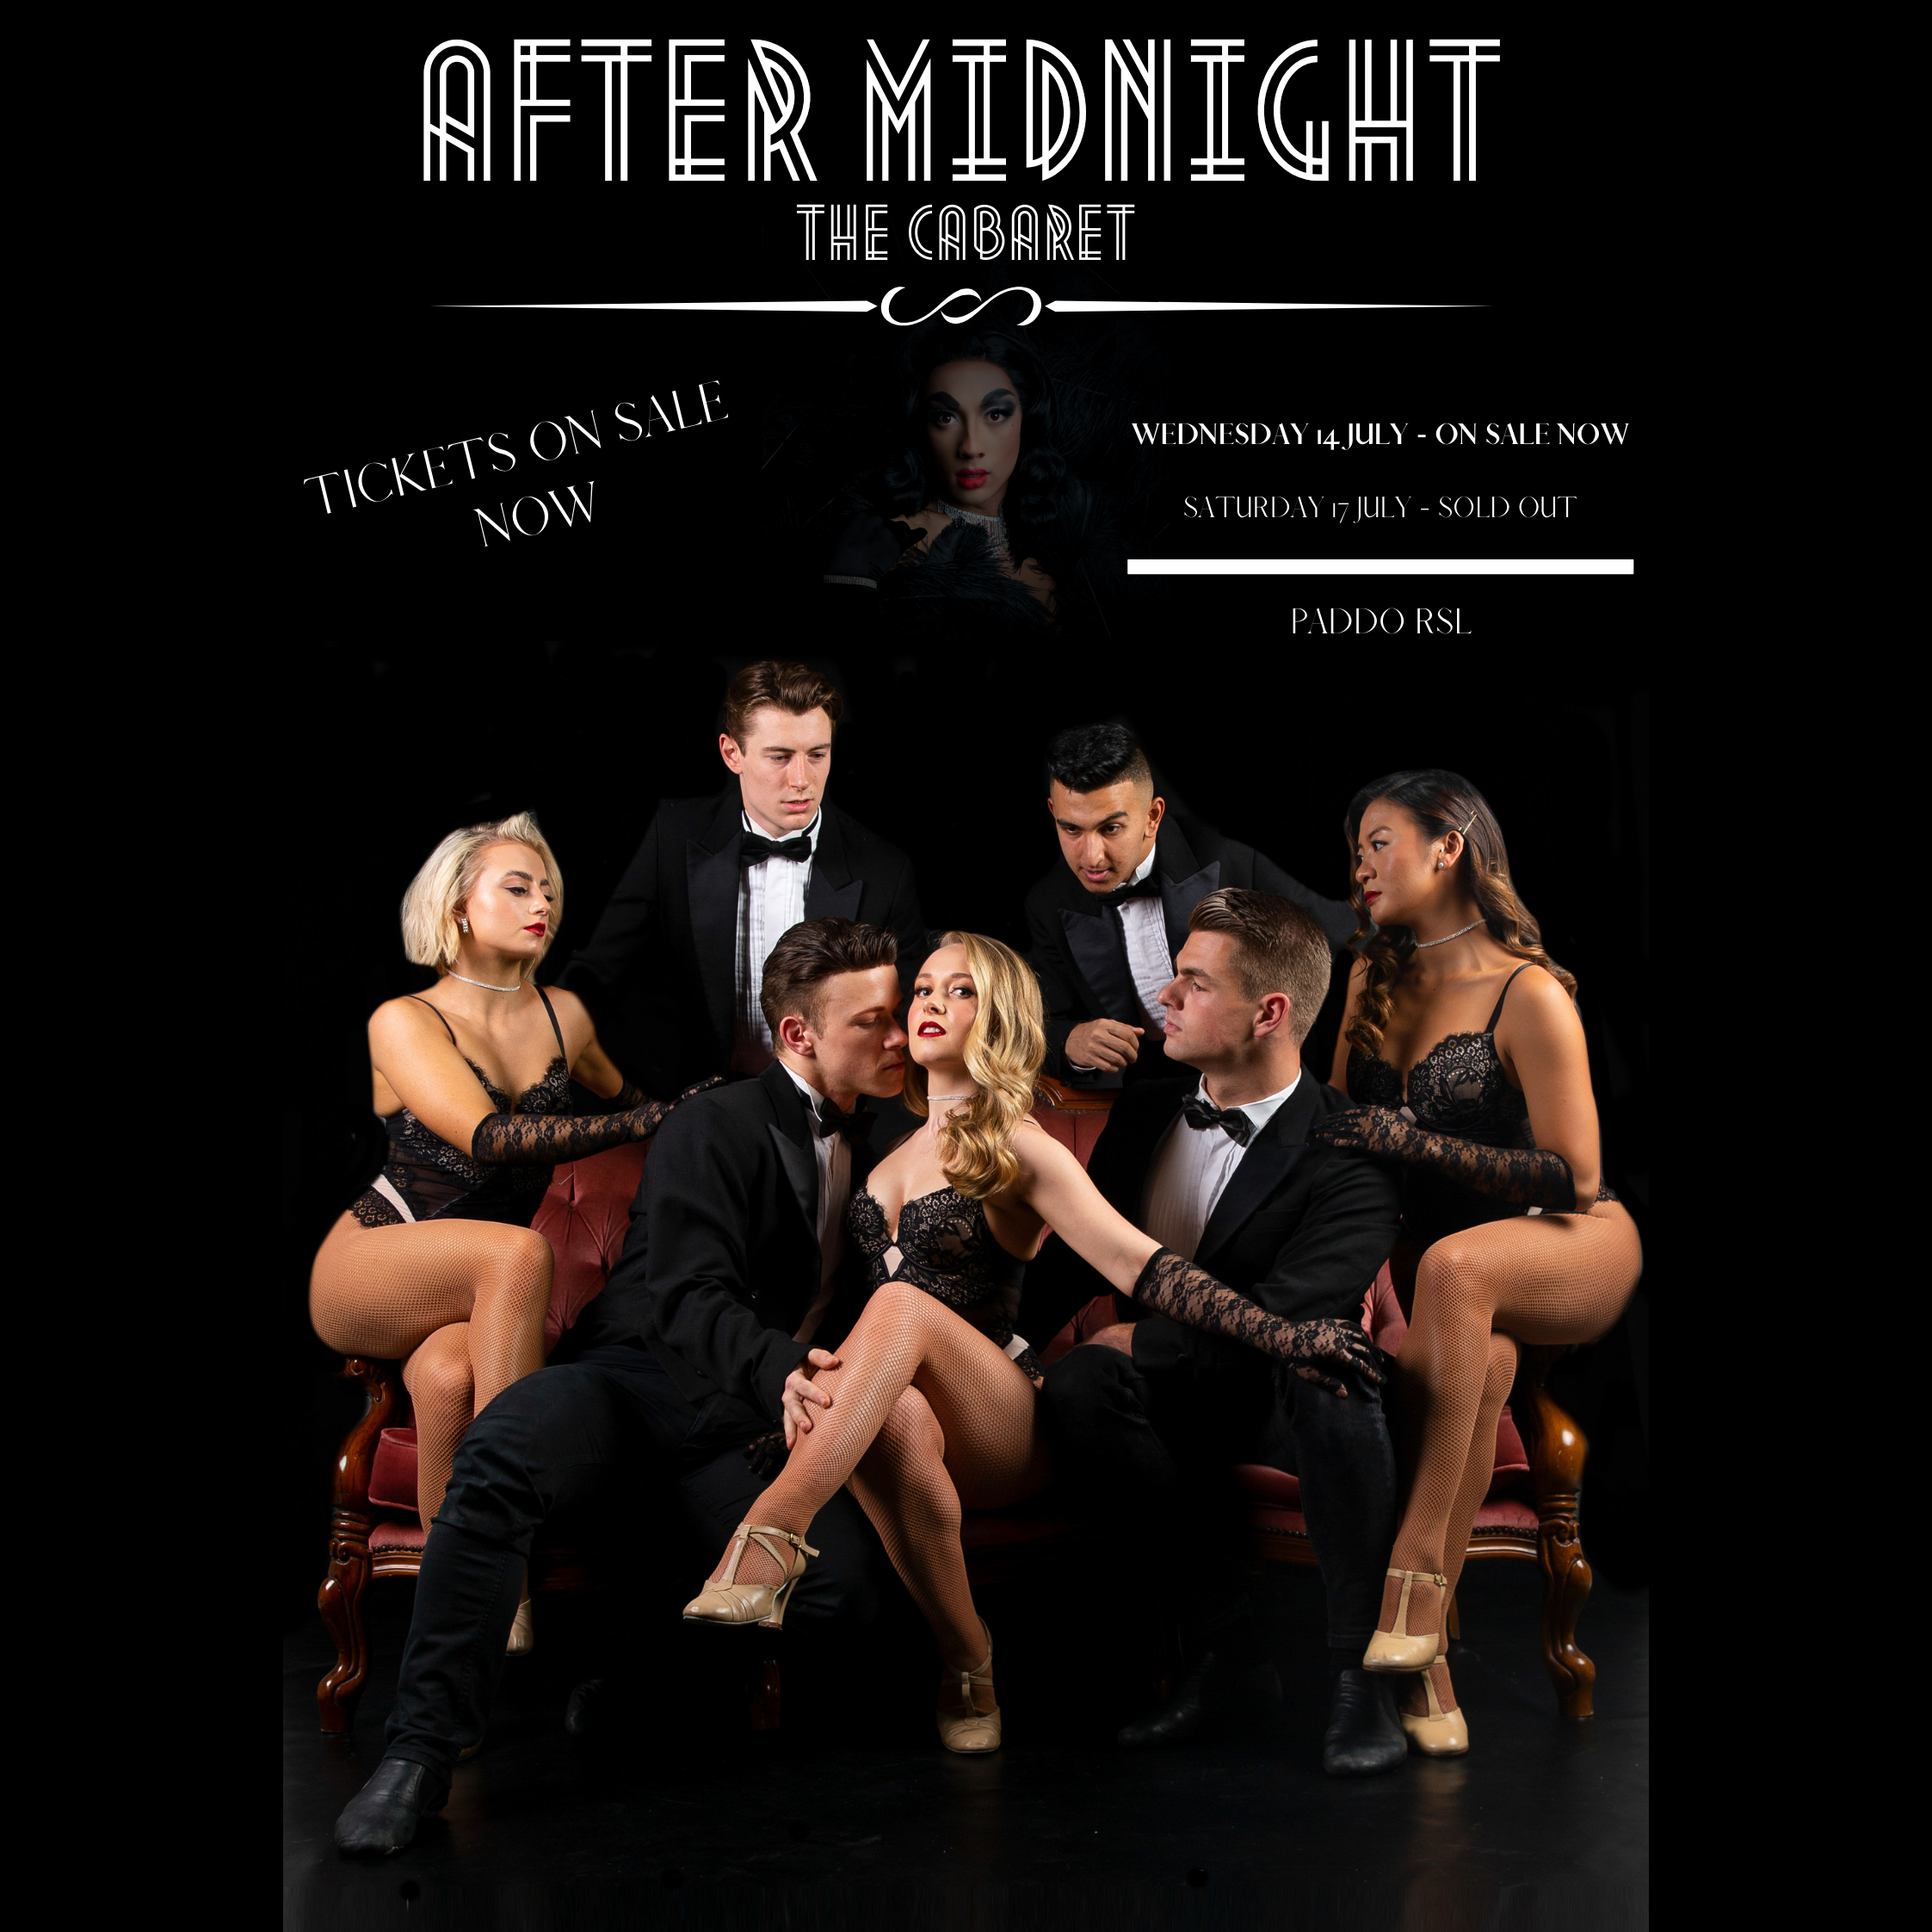 AFTER MIDNIGHT
THE CABARET
TICKETS ON SALE
NOW
WEDNESDAY 14 JULY - ON SALE NOW
SATURDAY 17 JULY - SOLD OUT
PADDO RSL